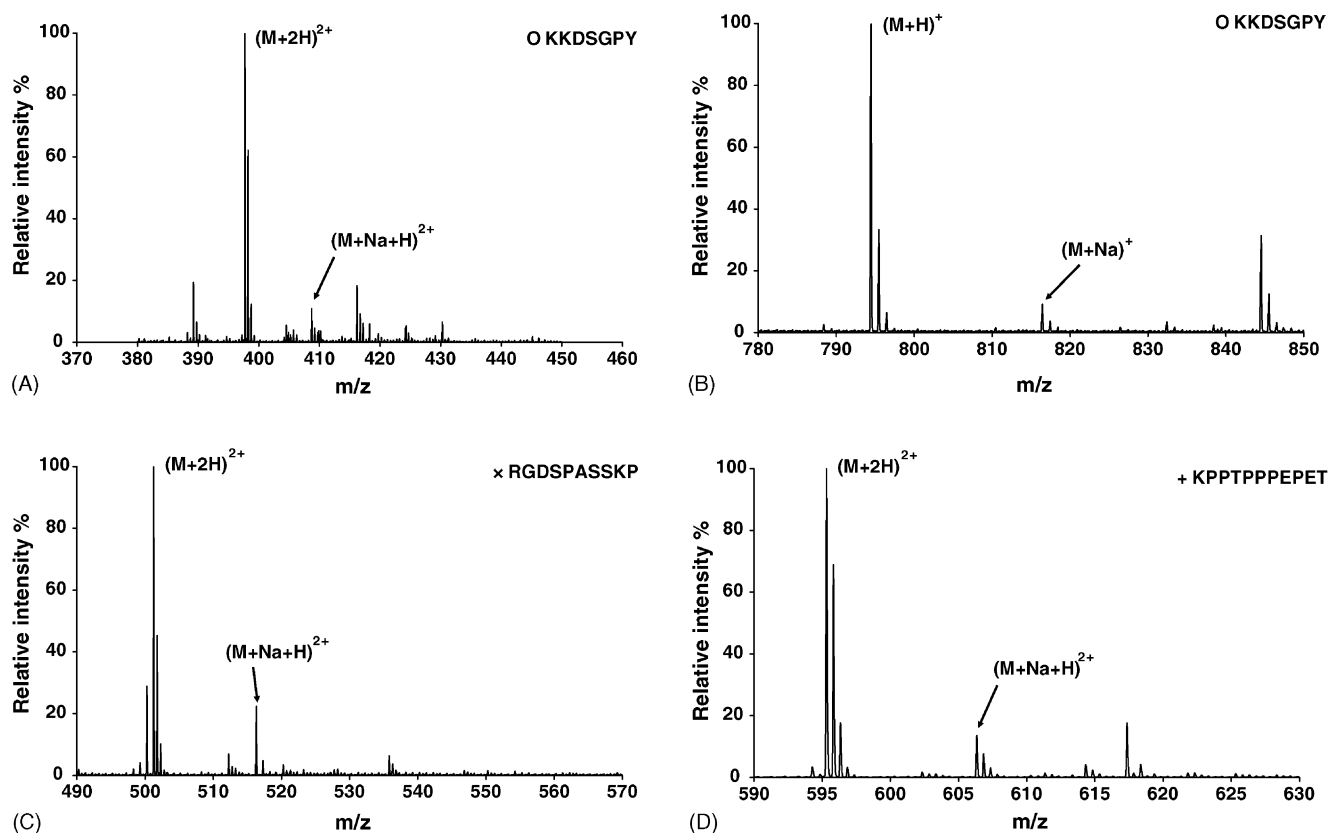 Relative intensity %
100
80
60
40
20
0
(M+2H)²⁺
O KKDSGPY
(M+Na+H)²⁺
370 380 390 400 410 420 430 440 450 460
(A)
m/z
Relative intensity %
100
80
60
40
20
0
(M+H)⁺
O KKDSGPY
(M+Na)⁺
780 790 800 810 820 830 840 850
(B)
m/z
Relative intensity %
100
80
60
40
20
0
(M+2H)²⁺
× RGDSPASSKP
(M+Na+H)²⁺
490 500 510 520 530 540 550 560 570
(C)
m/z
Relative intensity %
100
80
60
40
20
0
(M+2H)²⁺
+ KPPTPPPEPET
(M+Na+H)²⁺
590 595 600 605 610 615 620 625 630
(D)
m/z